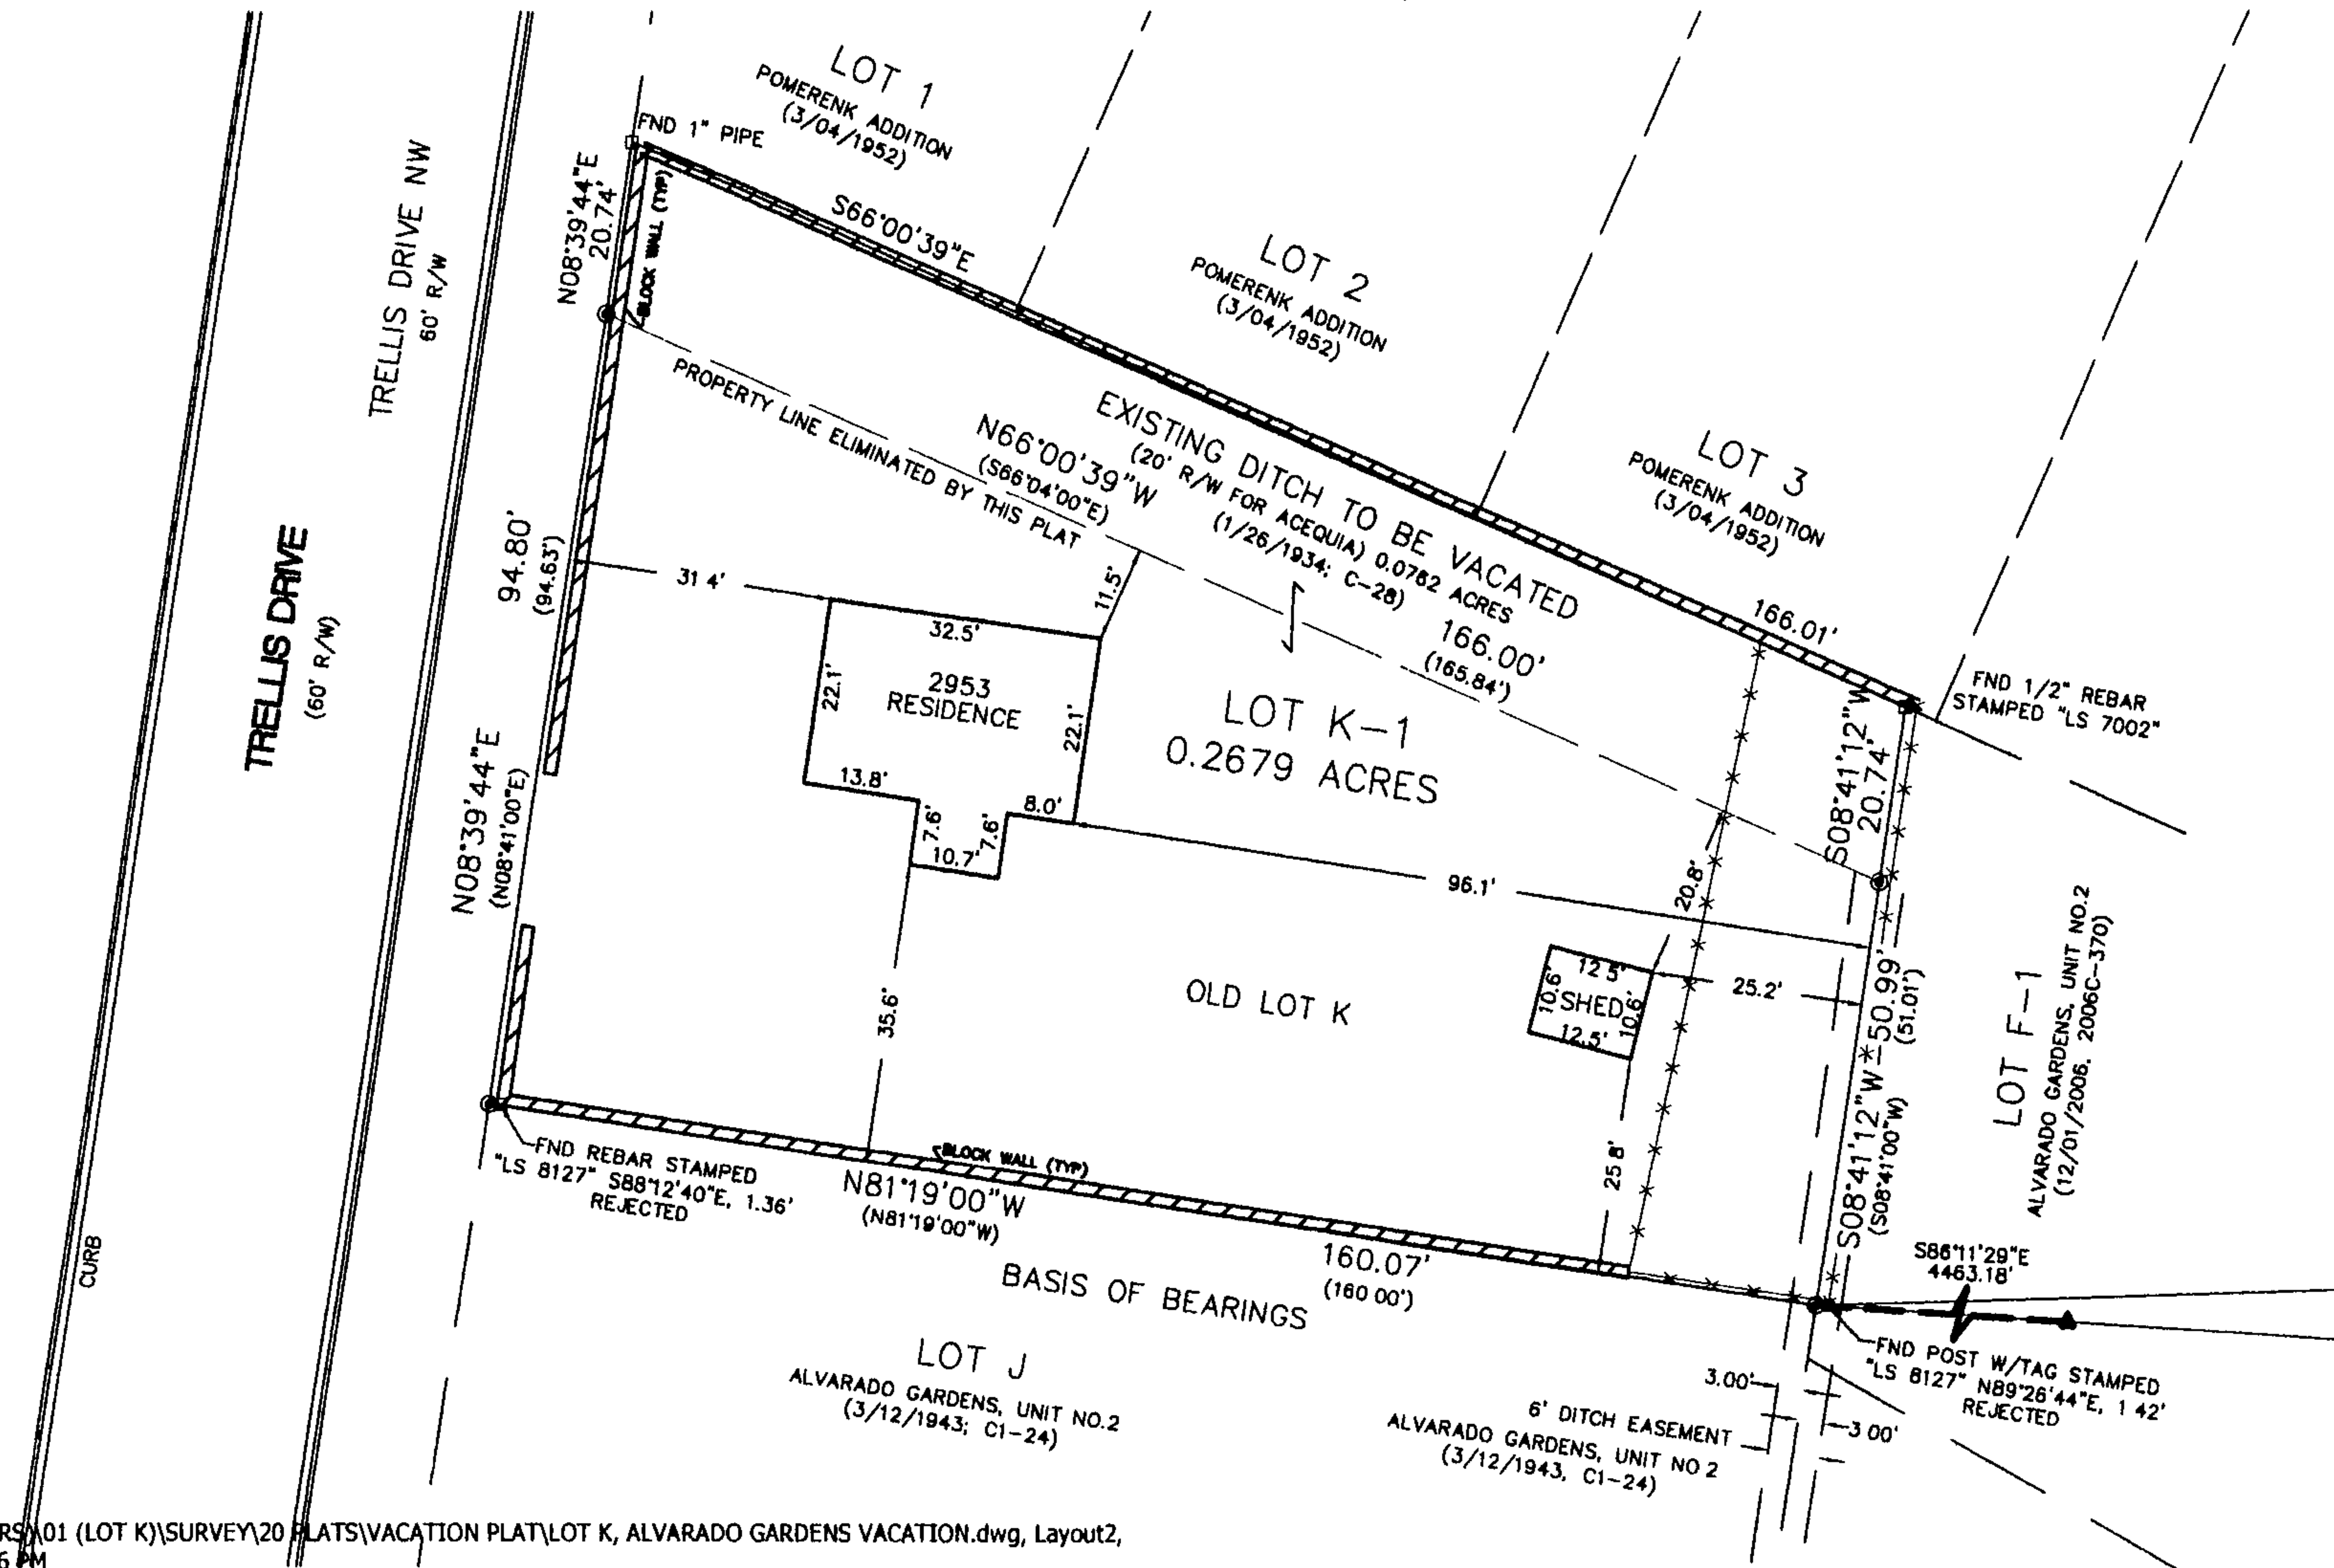 LOT 1
POMERENK ADDITION
(3/04/1952)
FND 1" PIPE
N08°39'44"E
20.74'
BLOCK WALL (TYP)
S66°00'39"E
LOT 2
POMERENK ADDITION
(3/04/1952)
TRELLIS DRIVE NW
60' R/W
PROPERTY LINE ELIMINATED BY THIS PLAT
N66°00'39"W
(S66°04'00"E)
EXISTING DITCH TO BE VACATED
(20' R/W FOR ACEQUIA) 0.0762 ACRES
(1/26/1934; C-28)
166.00'
(165.84')
LOT 3
POMERENK ADDITION
(3/04/1952)
166.01'
FND 1/2" REBAR
STAMPED "LS 7002"
TRELLIS DRIVE
(60' R/W)
94.80'
(94.63')
31 4'
11.5'
32.5'
22.1'
2953
RESIDENCE
22.1'
13.8'
7.6'
7.6'
8.0'
10.7'
LOT K-1
0.2679 ACRES
S08°41'12"W
20.74'
N08°39'44"E
(N08°41'00"E)
96.1'
20.8'
35.6'
OLD LOT K
12 5'
10.6'
SHED
10.6'
12.5'
25.2'
25 8'
S08°41'12"W
50.99'
(S08°41'00"W)
(51.01')
LOT F-1
ALVARADO GARDENS, UNIT NO.2
(12/01/2006, 2006C-370)
FND REBAR STAMPED
"LS 8127" S88°12'40"E, 1.36'
REJECTED
BLOCK WALL (TYP)
N81°19'00"W
(N81°19'00"W)
160.07'
(160 00')
BASIS OF BEARINGS
S86°11'29"E
4463.18'
FND POST W/TAG STAMPED
"LS 8127" N89°26'44"E, 1 42'
REJECTED
CURB
LOT J
ALVARADO GARDENS, UNIT NO.2
(3/12/1943; C1-24)
3.00'
3 00'
6' DITCH EASEMENT
ALVARADO GARDENS, UNIT NO 2
(3/12/1943, C1-24)
RS)\01 (LOT K)\SURVEY\20 PLATS\VACATION PLAT\LOT K, ALVARADO GARDENS VACATION.dwg, Layout2,
6 PM